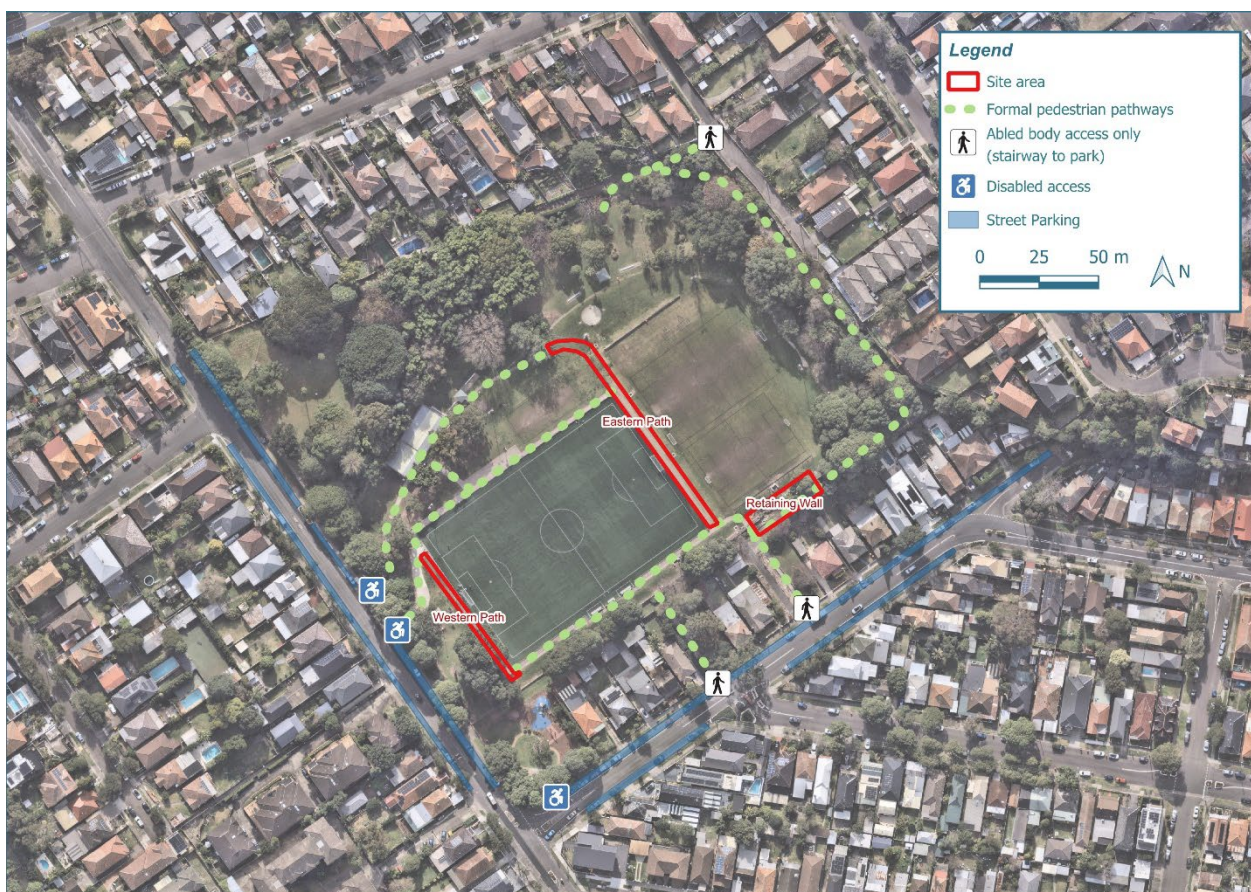 Legend
Site area
Formal pedestrian pathways
Abled body access only
(stairway to park)
Disabled access
Street Parking
0 25 50 m
N
Eastern Path
Retaining Wall
Western Path